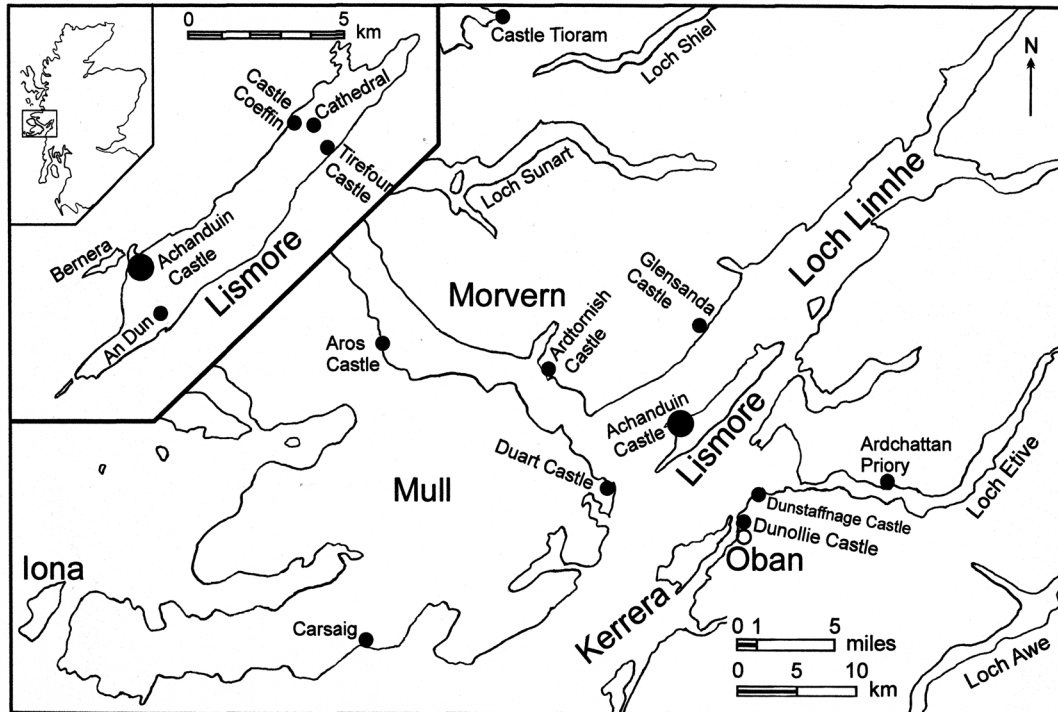 0 5
km
Castle Tioram
Loch Shiel
N
Castle
Coeffin
Cathedral
Tirefour
Castle
Loch Sunart
Loch Linnhe
Bernera
Achanduin
Castle
Lismore
An Dun
Morvern
Glensanda
Castle
Ardtornish
Castle
Aros
Castle
Achanduin
Castle
Lismore
Ardchattan
Priory
Loch Etive
Duart Castle
Mull
Dunstaffnage Castle
Dunollie Castle
Oban
Iona
Kerrera
Carsaig
0 1 5
miles
0 10
km
Loch Awe